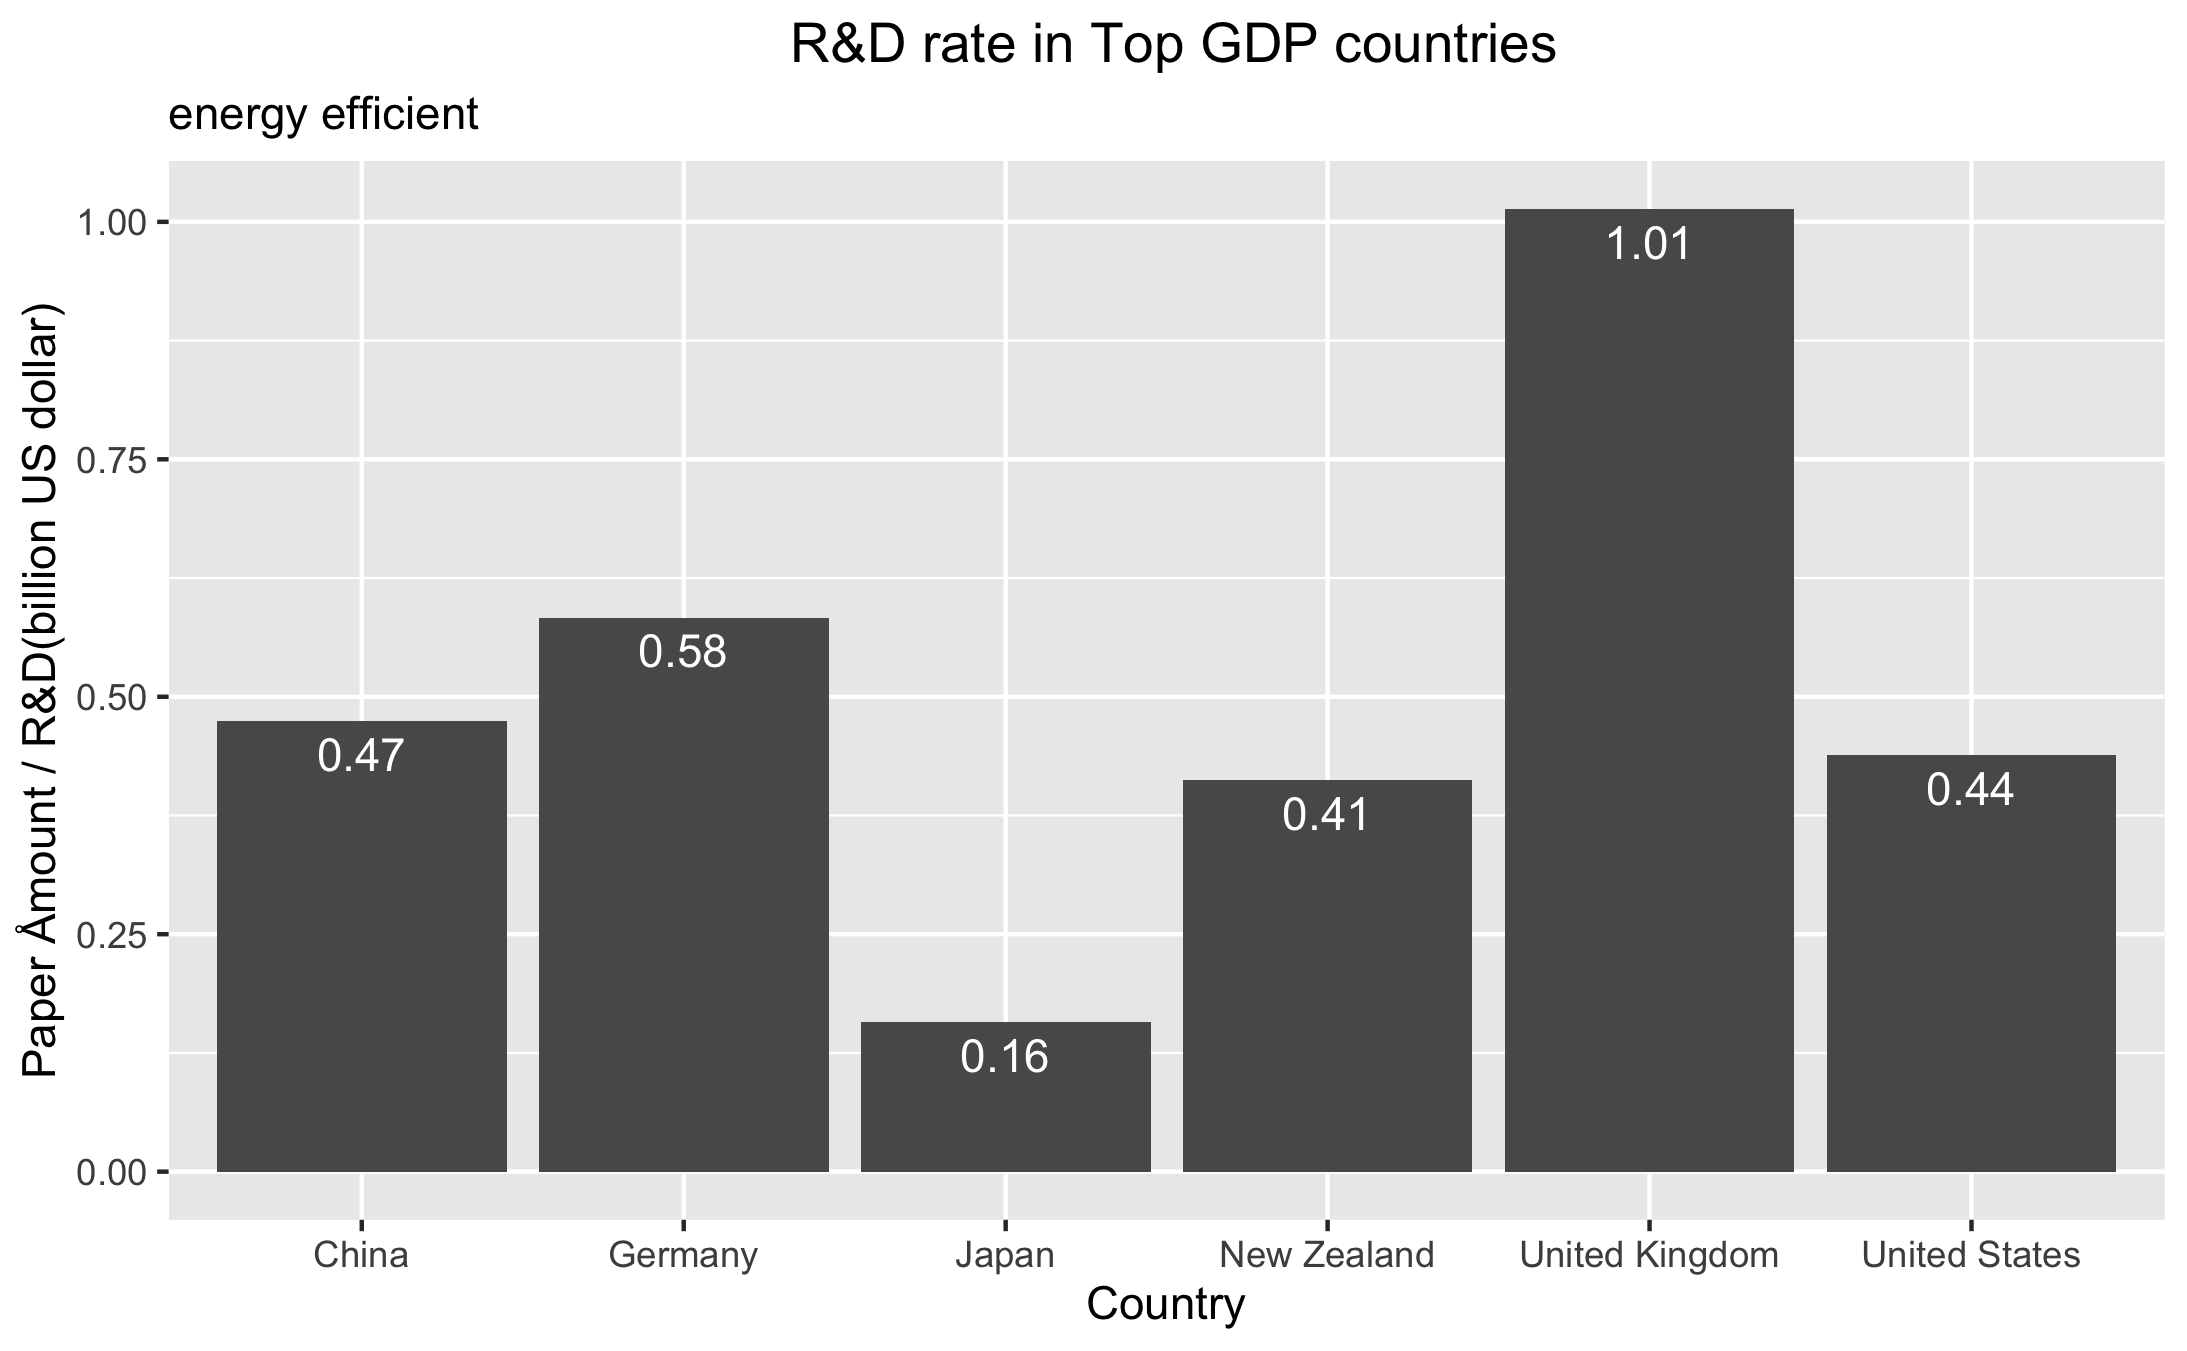 R&D rate in Top GDP countries
energy efficient
Paper Åmount / R&D(billion US dollar)
1.00
0.75
0.50
0.25
0.00
0.47
0.58
0.16
0.41
1.01
0.44
China
Germany
Japan
New Zealand
United Kingdom
United States
Country